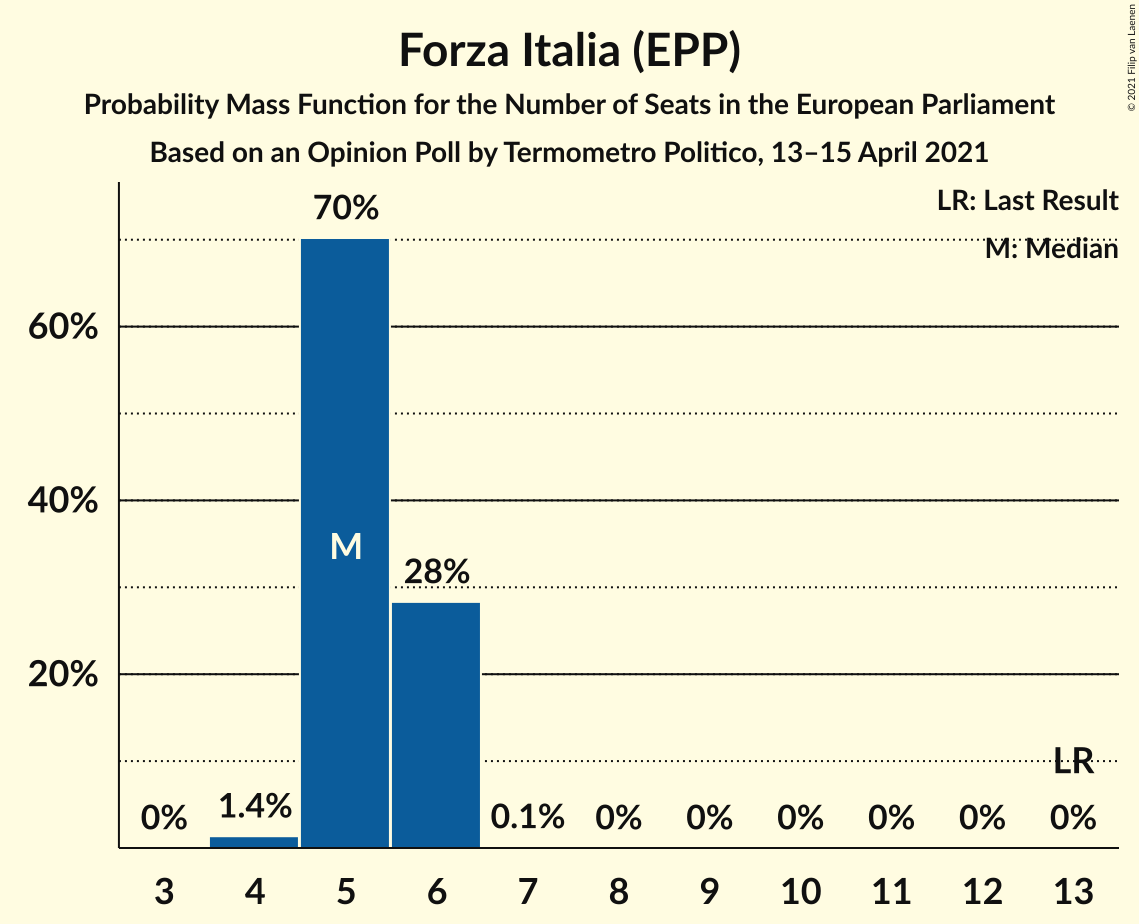 Forza Italia (EPP)
Probability Mass Function for the Number of Seats in the European Parliament
Based on an Opinion Poll by Termometro Politico, 13–15 April 2021
© 2021 Filip van Laenen
LR: Last Result
M: Median
70%
60%
40%
M
28%
20%
LR
0%
1.4%
0.1%
0%
0%
0%
0%
0%
0%
3 4 5 6 7 8 9 10 11 12 13